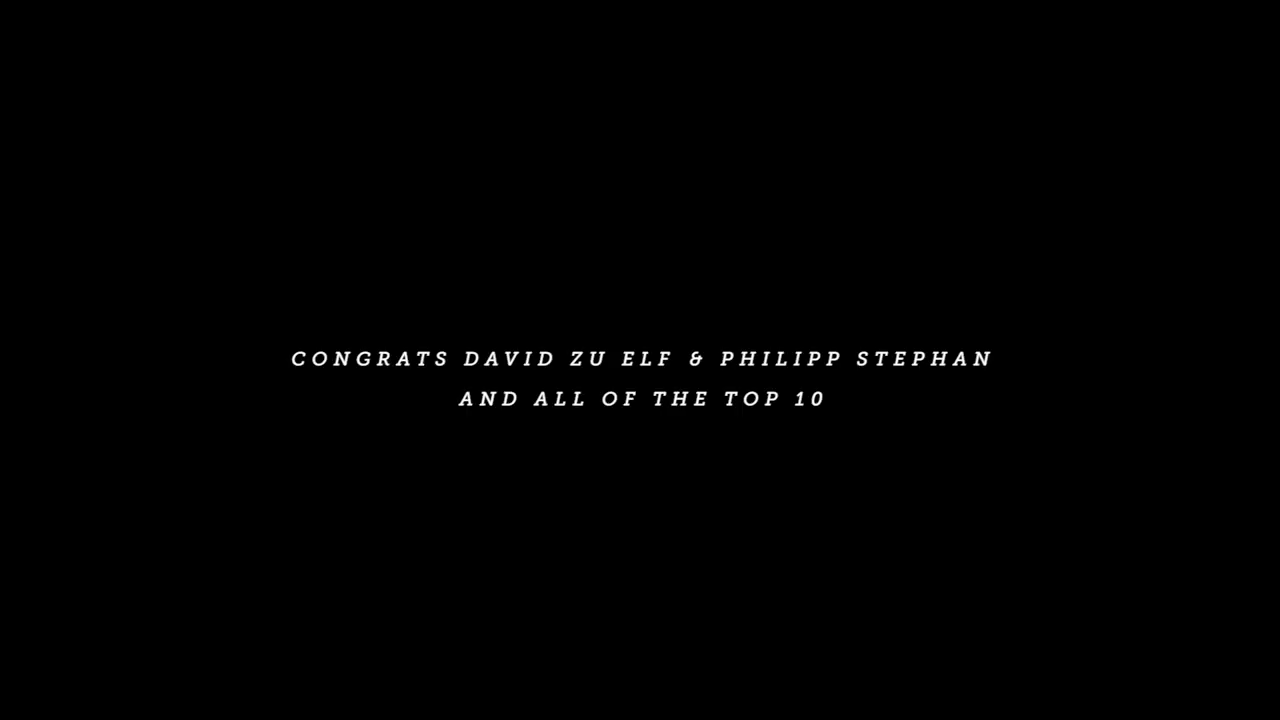 CONGRATS DAVID ZU ELF & PHILIPP STEPHAN
AND ALL OF THE TOP 10